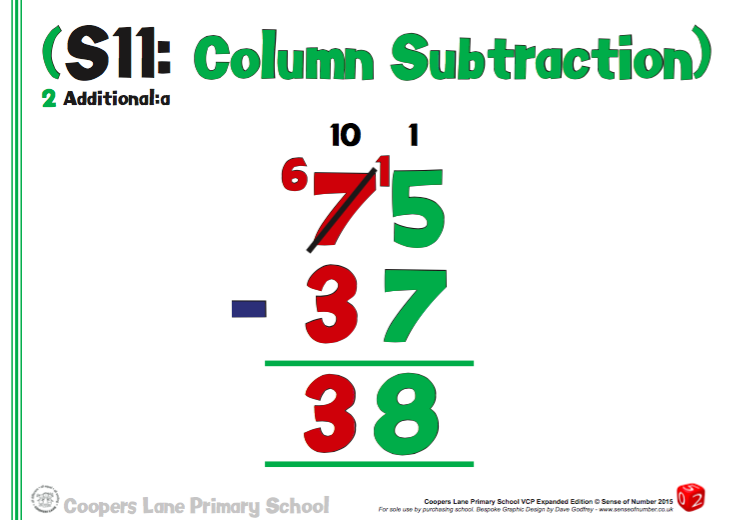 (S11: Column Subtraction)
2 Additional:a
10 1
6 7 1 5
- 3 7
3 8
Coopers Lane Primary School
Coopers Lane Primary School VCP Expanded Edition © Sense of Number 2015
For sole use by purchasing school. Bespoke Graphic Design by Dave Godfrey - www.senseofnumber.co.uk